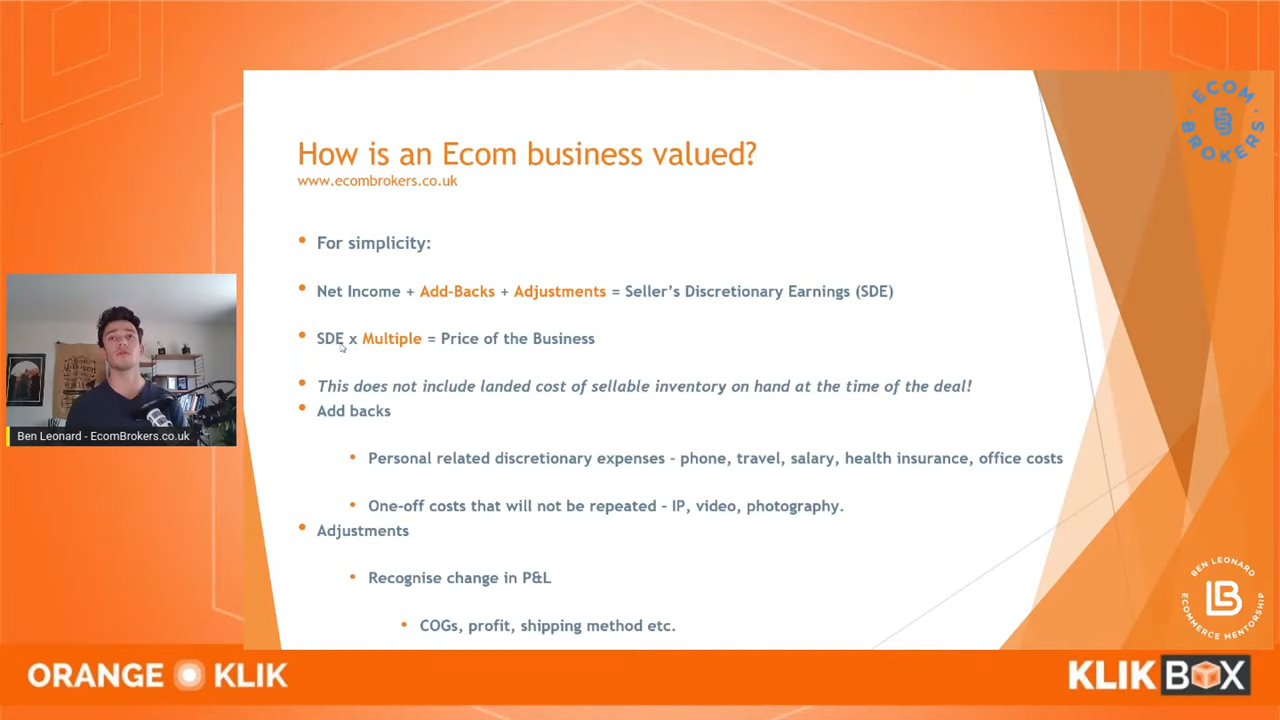 How is an Ecom business valued?
www.ecombrokers.co.uk
For simplicity:
Net Income + Add-Backs + Adjustments = Seller's Discretionary Earnings (SDE)
SDE x Multiple = Price of the Business
This does not include landed cost of sellable inventory on hand at the time of the deal!
Add backs
Personal related discretionary expenses – phone, travel, salary, health insurance, office costs
One-off costs that will not be repeated – IP, video, photography.
Adjustments
Recognise change in P&L
COGs, profit, shipping method etc.
ECOM
BROKERS
Ben Leonard - EcomBrokers.co.uk
BEN LEONARD
LB
ECOMMERCE MENTORSHIP
ORANGE KLIK
KLIK BOX